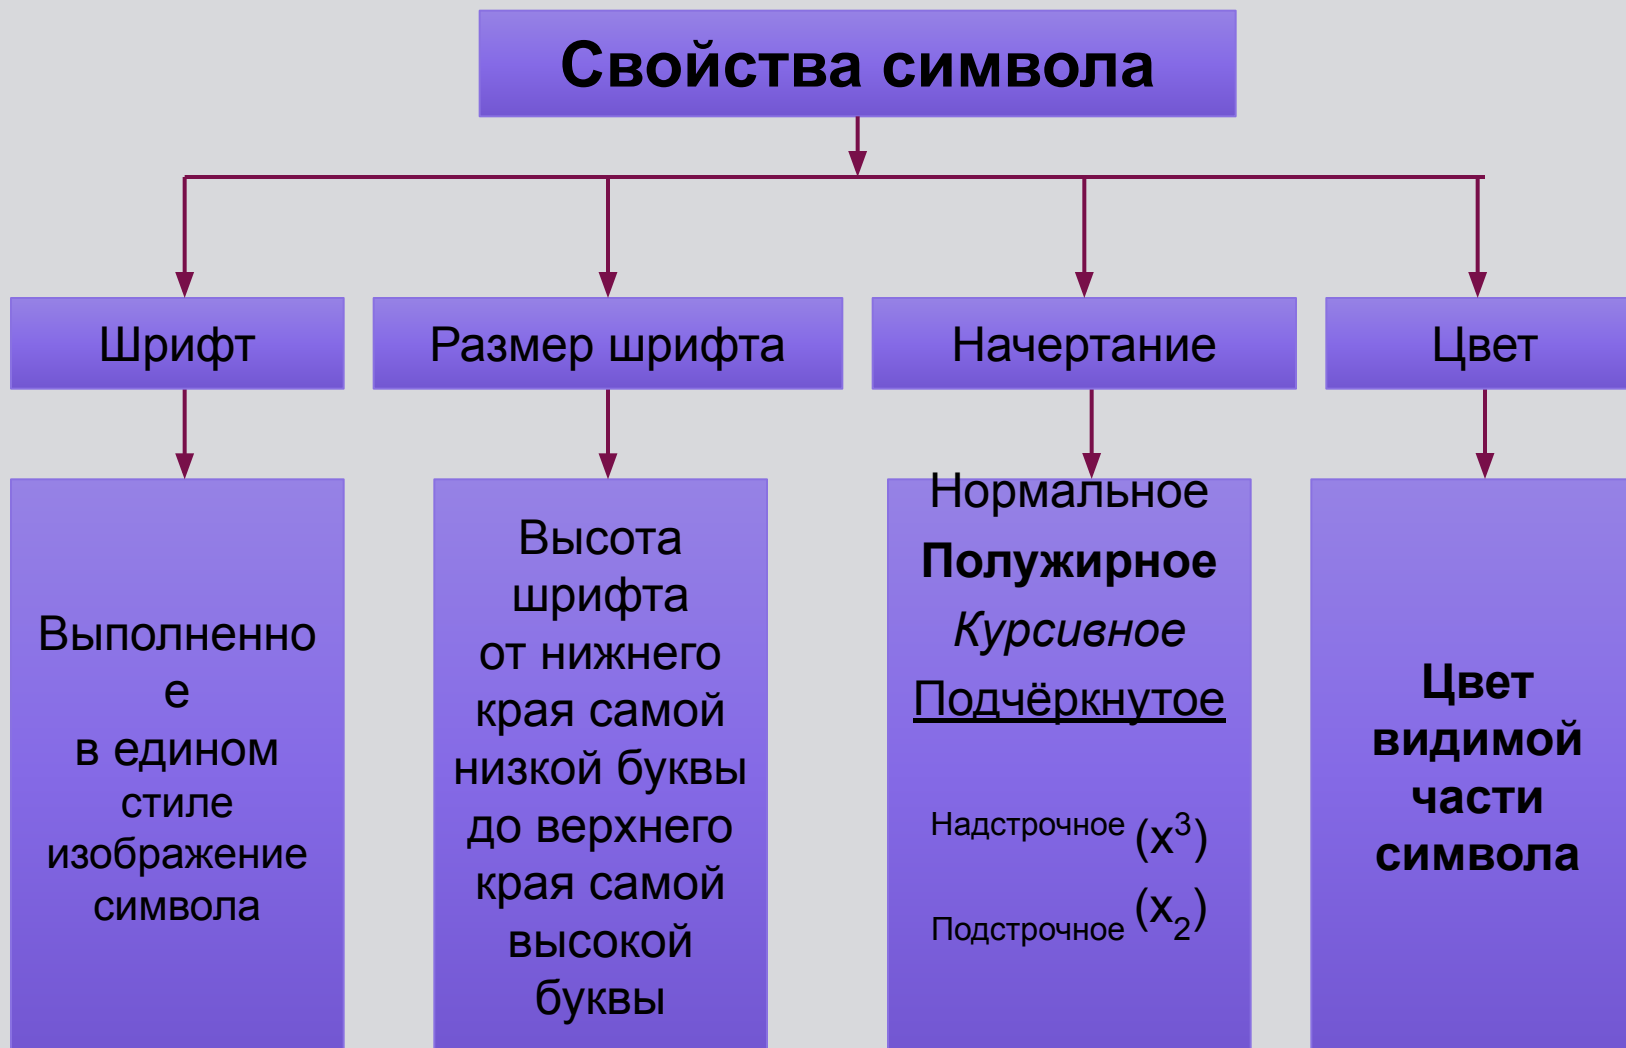 Свойства символа
Шрифт
Размер шрифта
Начертание
Цвет
Выполненно
е
в едином
стиле
изображение
символа
Высота
шрифта
от нижнего
края самой
низкой буквы
до верхнего
края самой
высокой
буквы
Нормальное
Полужирное
Курсивное
Подчёркнутое
Надстрочное (x³)
Подстрочное (x₂)
Цвет
видимой
части
символа